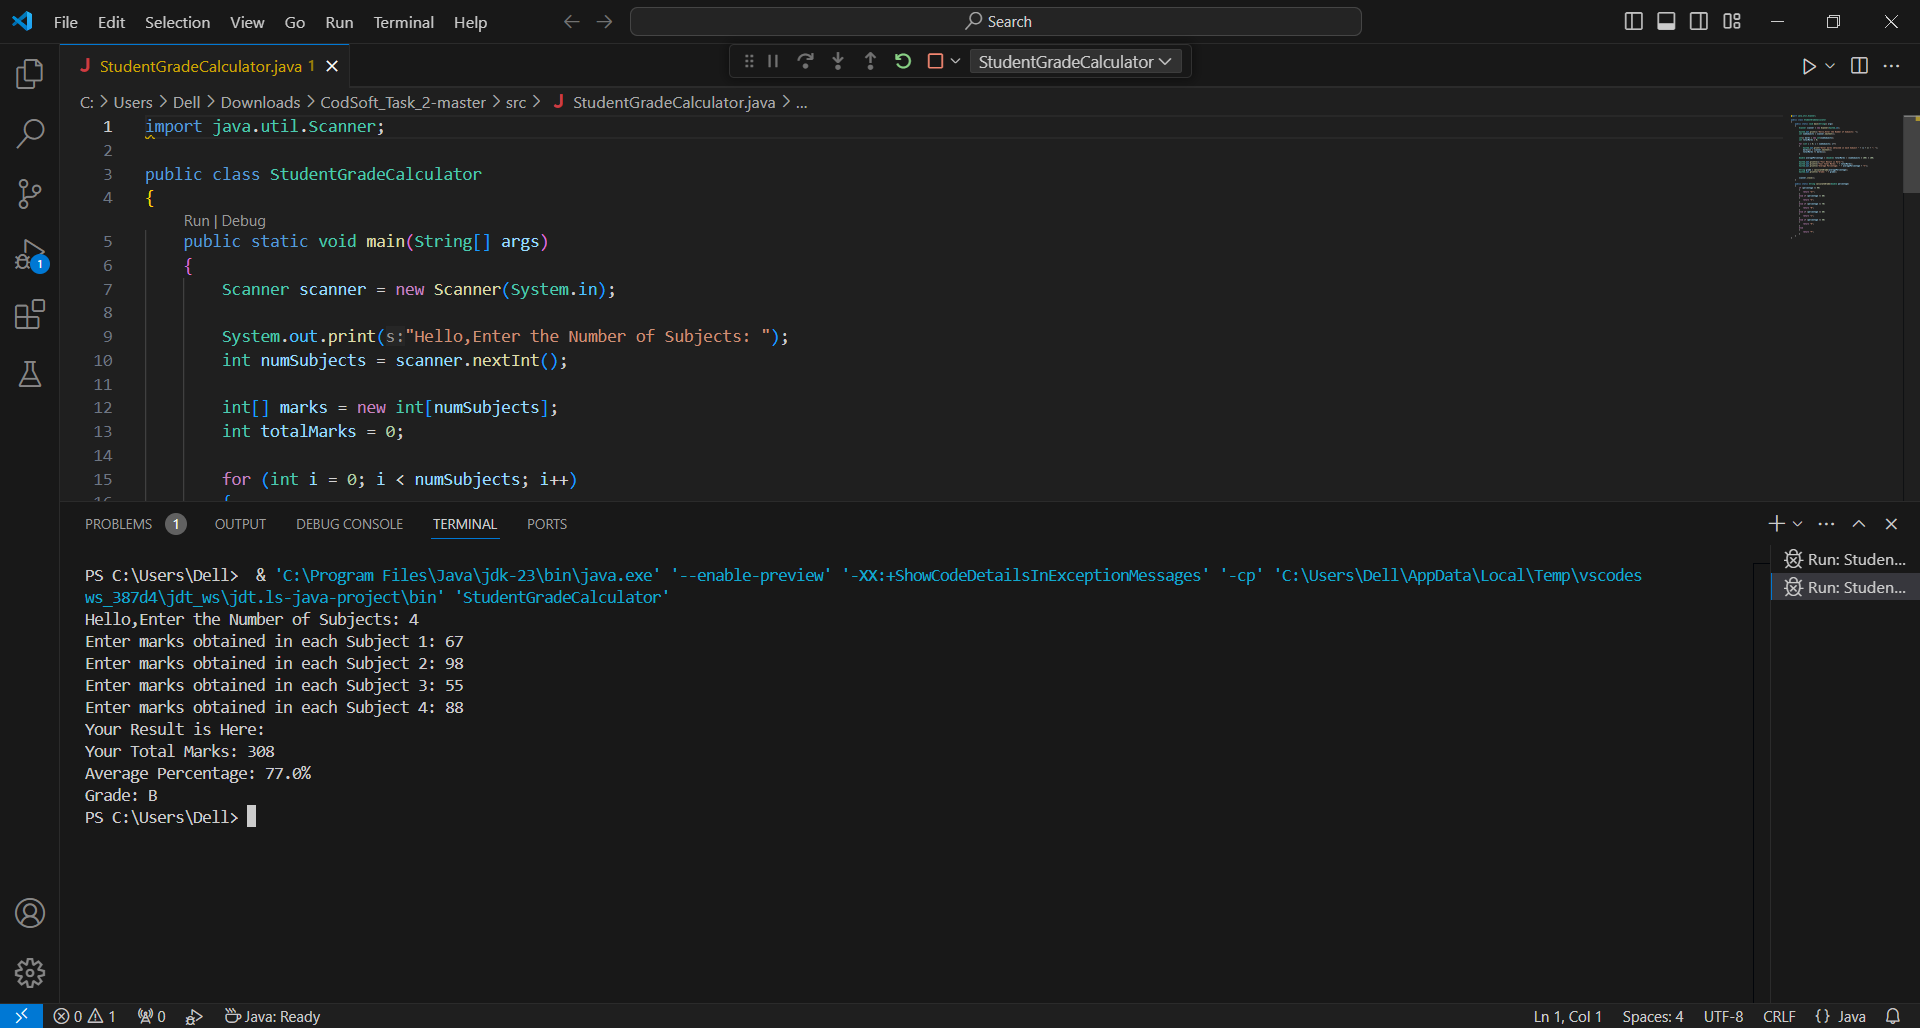 File Edit Selection View Go Run Terminal Help Search
StudentGradeCalculator.java 1
StudentGradeCalculator
C: > Users > Dell > Downloads > CodSoft_Task_2-master > src > StudentGradeCalculator.java > ...
1 import java.util.Scanner;
2
3 public class StudentGradeCalculator
4 {
Run | Debug
5 public static void main(String[] args)
6 {
7 Scanner scanner = new Scanner(System.in);
8
9 System.out.print(s:"Hello,Enter the Number of Subjects: ");
10 int numSubjects = scanner.nextInt();
11
12 int[] marks = new int[numSubjects];
13 int totalMarks = 0;
14
15 for (int i = 0; i < numSubjects; i++)
16 {
PROBLEMS 1 OUTPUT DEBUG CONSOLE TERMINAL PORTS
Run: Studen...
Run: Studen...
PS C:\Users\Dell> & 'C:\Program Files\Java\jdk-23\bin\java.exe' '--enable-preview' '-XX:+ShowCodeDetailsInExceptionMessages' '-cp' 'C:\Users\Dell\AppData\Local\Temp\vscodes
ws_387d4\jdt_ws\jdt.ls-java-project\bin' 'StudentGradeCalculator'
Hello,Enter the Number of Subjects: 4
Enter marks obtained in each Subject 1: 67
Enter marks obtained in each Subject 2: 98
Enter marks obtained in each Subject 3: 55
Enter marks obtained in each Subject 4: 88
Your Result is Here:
Your Total Marks: 308
Average Percentage: 77.0%
Grade: B
PS C:\Users\Dell>
1
0 1 0 Java: Ready Ln 1, Col 1 Spaces: 4 UTF-8 CRLF {} Java